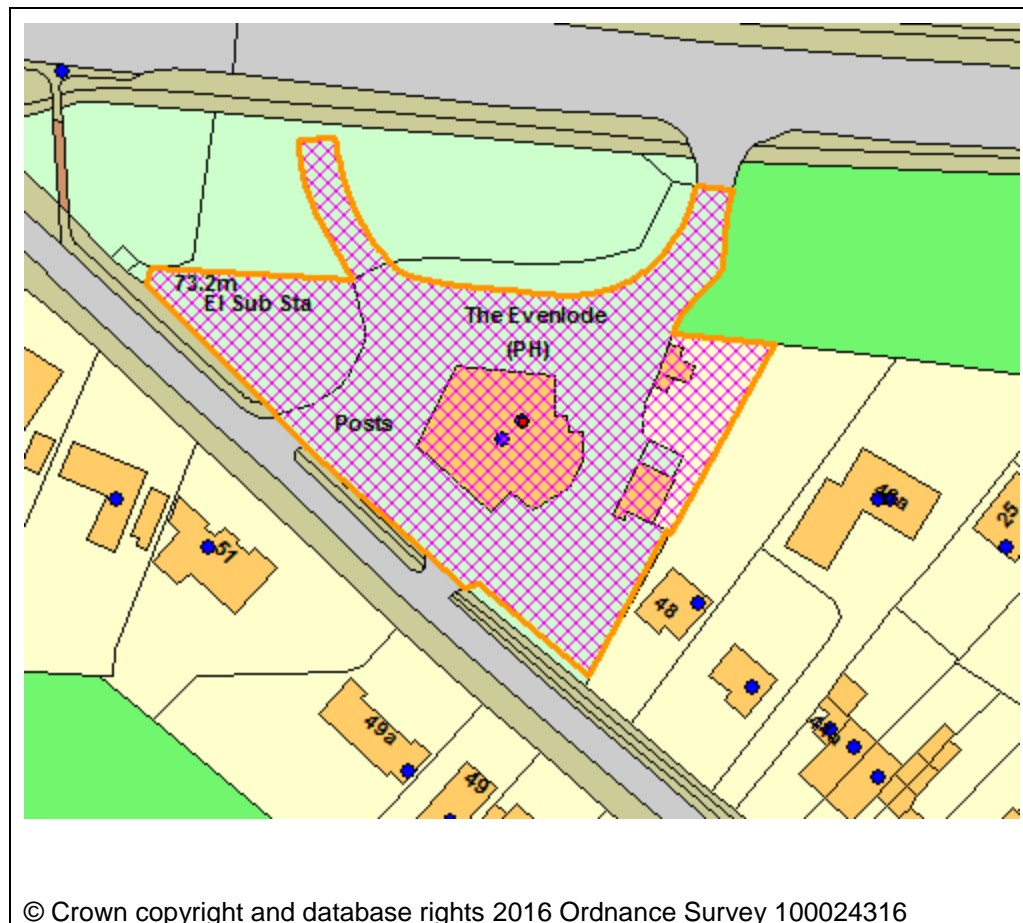 73.2m
El Sub Sta
The Evenlode
(PH)
Posts
51
48
25
49a
49
© Crown copyright and database rights 2016 Ordnance Survey 100024316